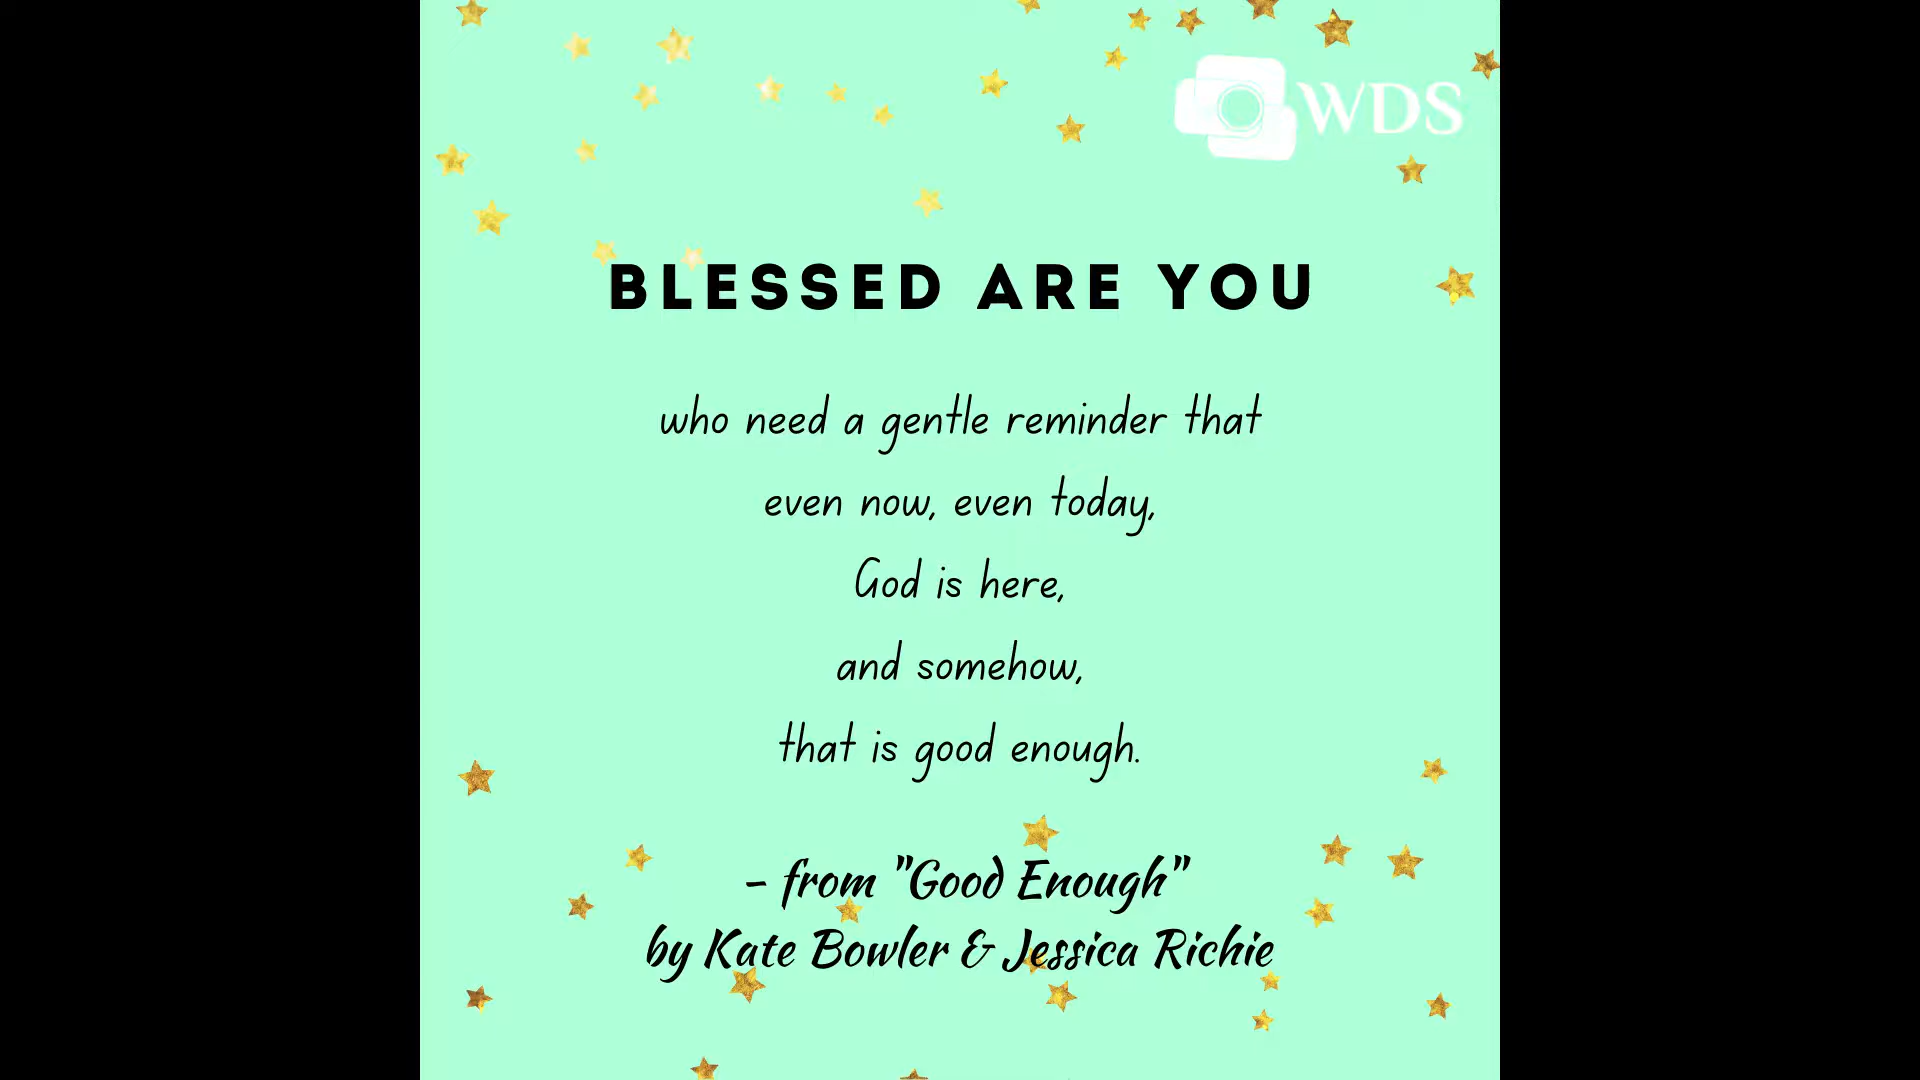 WDS
BLESSED ARE YOU
who need a gentle reminder that
even now, even today,
God is here,
and somehow,
that is good enough.
- from "Good Enough"
by Kate Bowler & Jessica Richie